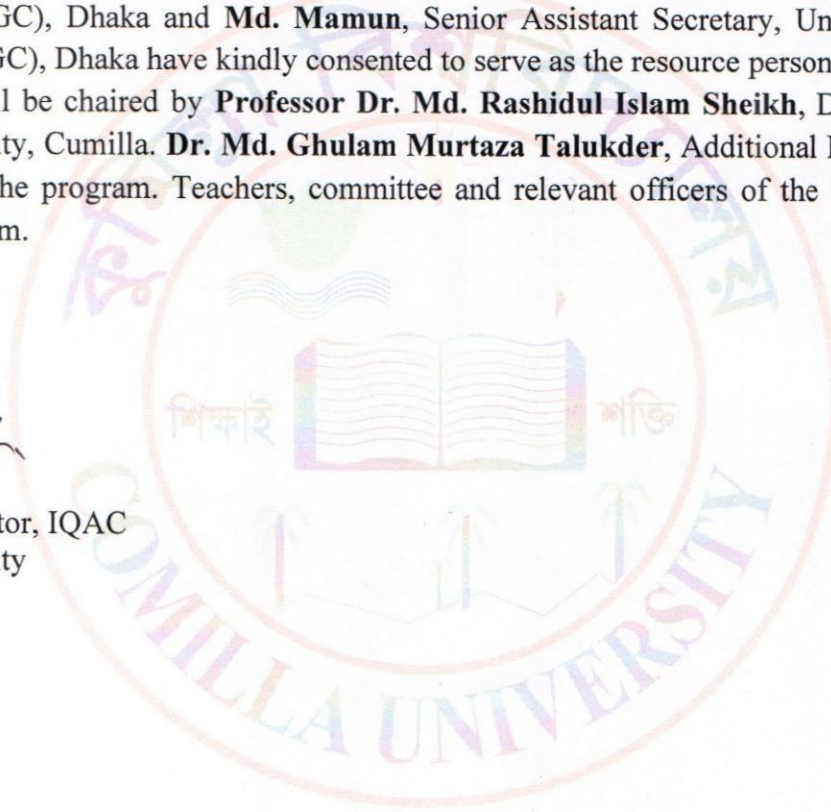 GC), Dhaka and Md. Mamun, Senior Assistant Secretary, Un
GC), Dhaka have kindly consented to serve as the resource person
l be chaired by Professor Dr. Md. Rashidul Islam Sheikh, D
ty, Cumilla. Dr. Md. Ghulam Murtaza Talukder, Additional
he program. Teachers, committee and relevant officers of the
m.
কুমিল্লা বিশ্ববিদ্যালয়
শিক্ষাই শক্তি
tor, IQAC
ty
COMILLA UNIVERSITY